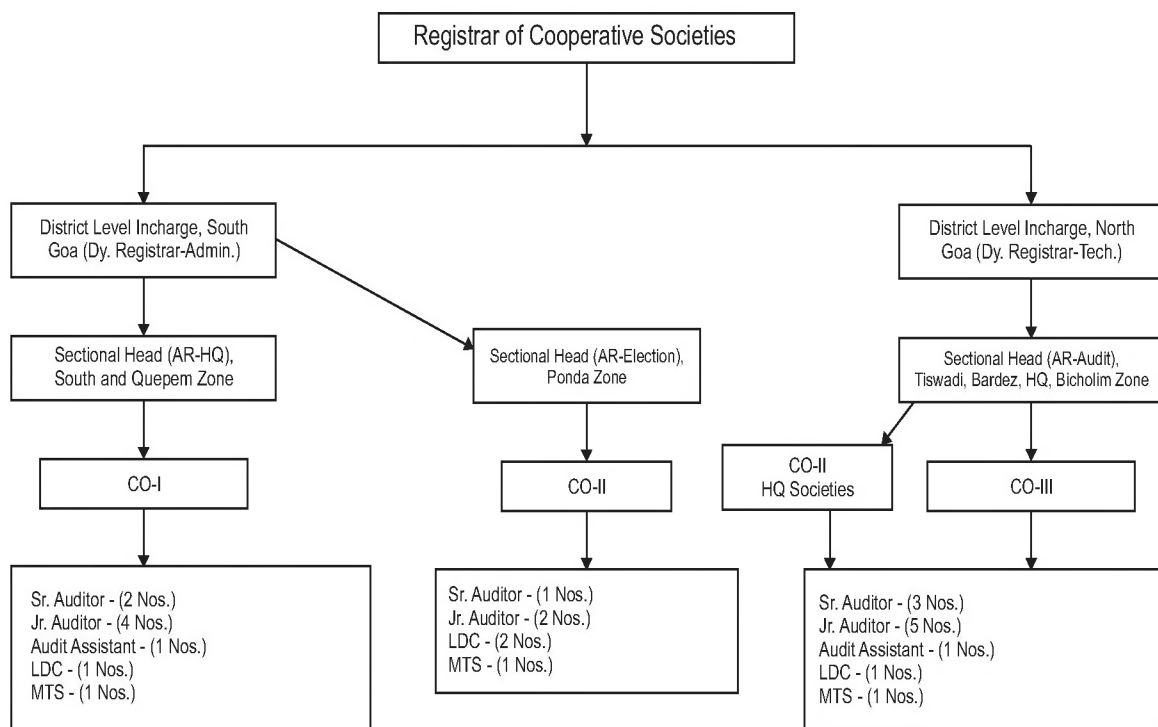 Registrar of Cooperative Societies
District Level Incharge, South
Goa (Dy. Registrar-Admin.)
District Level Incharge, North
Goa (Dy. Registrar-Tech.)
Sectional Head (AR-HQ),
South and Quepem Zone
Sectional Head (AR-Election),
Ponda Zone
Sectional Head (AR-Audit),
Tiswadi, Bardez, HQ, Bicholim Zone
CO-I
CO-II
CO-II
HQ Societies
CO-III
Sr. Auditor - (2 Nos.)
Jr. Auditor - (4 Nos.)
Audit Assistant - (1 Nos.)
LDC - (1 Nos.)
MTS - (1 Nos.)
Sr. Auditor - (1 Nos.)
Jr. Auditor - (2 Nos.)
LDC - (2 Nos.)
MTS - (1 Nos.)
Sr. Auditor - (3 Nos.)
Jr. Auditor - (5 Nos.)
Audit Assistant - (1 Nos.)
LDC - (1 Nos.)
MTS - (1 Nos.)